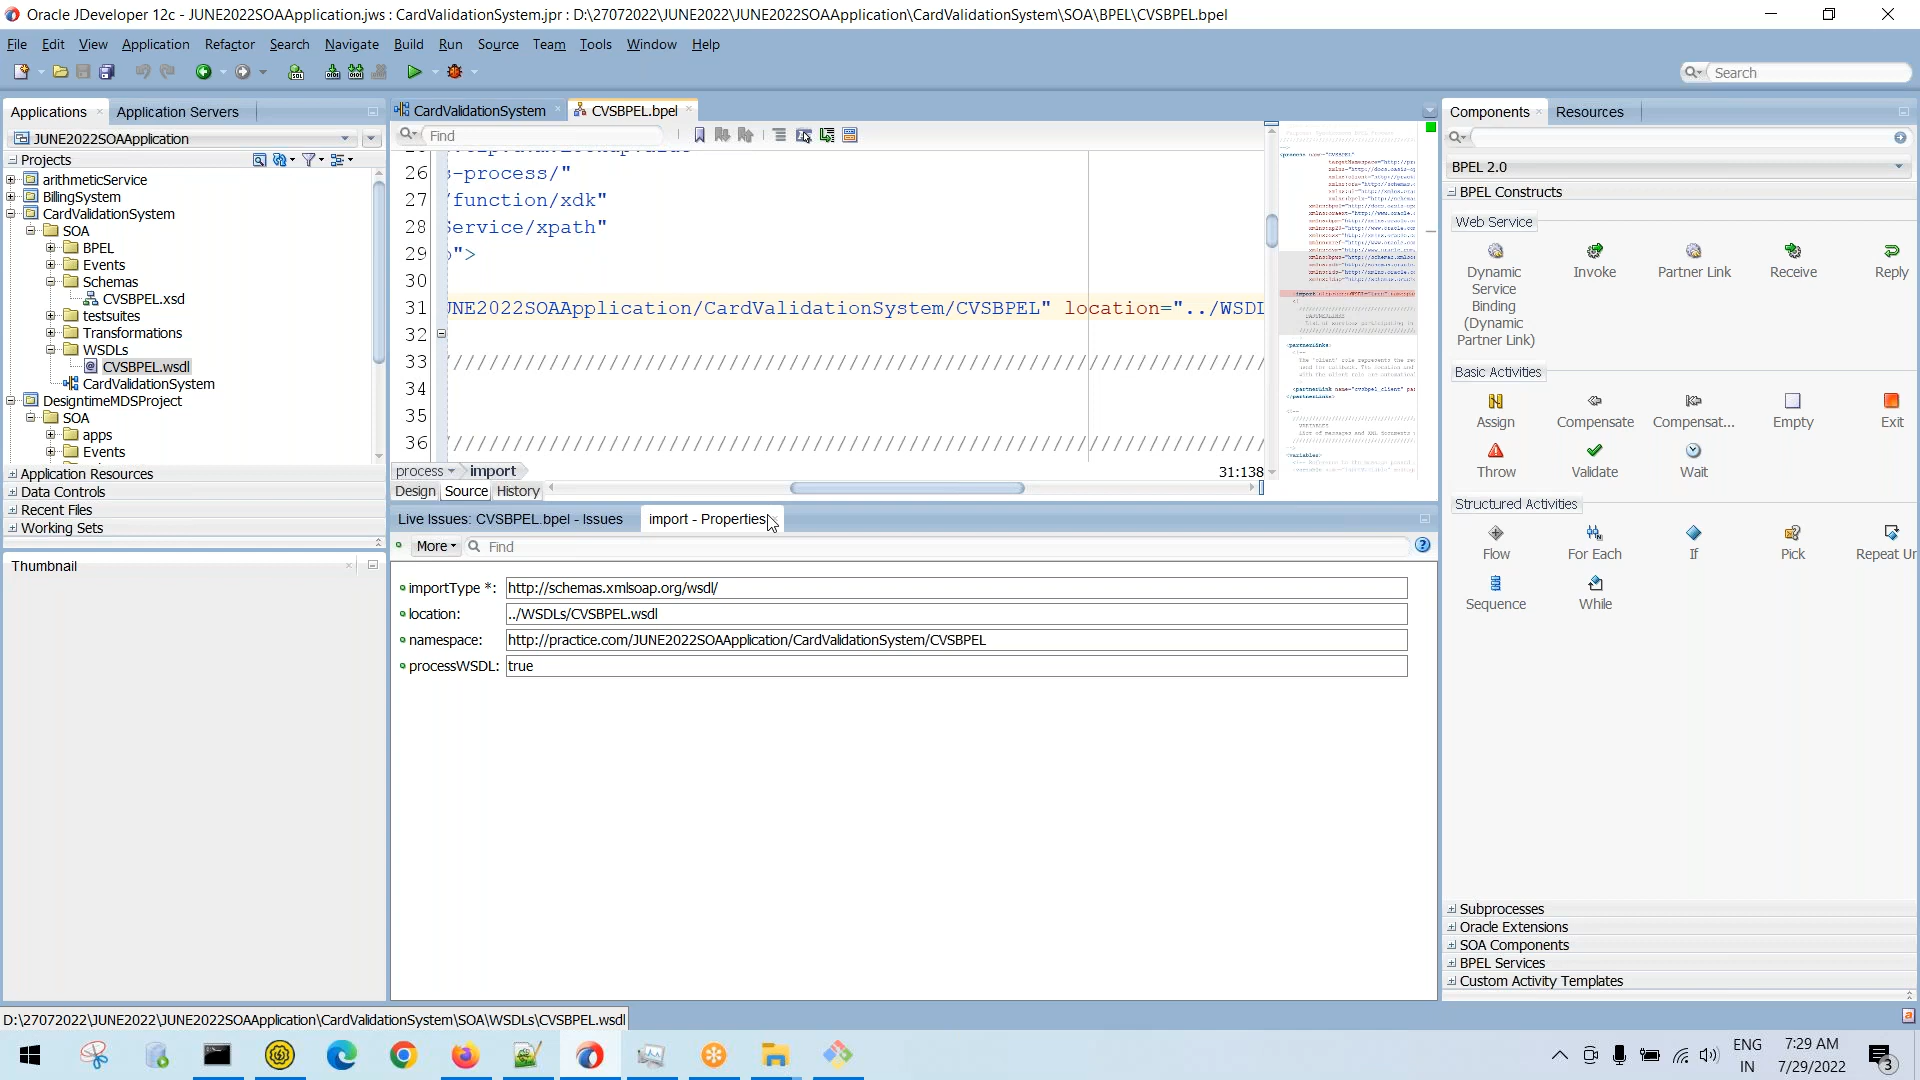 Oracle JDeveloper 12c - JUNE2022SOAApplication.jws : CardValidationSystem.jpr : D:\27072022\JUNE2022\JUNE2022SOAApplication\CardValidationSystem\SOA\BPEL\CVSBPEL.bpel
File Edit View Application Refactor Search Navigate Build Run Source Team Tools Window Help
Search
Applications Application Servers
JUNE2022SOAApplication
Projects
arithmeticService
BillingSystem
CardValidationSystem
SOA
BPEL
Events
Schemas
CVSBPEL.xsd
testsuites
Transformations
WSDLs
CVSBPEL.wsdl
CardValidationSystem
DesigntimeMDSProject
SOA
apps
Events
Application Resources
Data Controls
Recent Files
Working Sets
Thumbnail
CardValidationSystem CVSBPEL.bpel
Find
26 s-process/"
27 /function/xdk"
28 Service/xpath"
29 o">
30
31 JNE2022SOAApplication/CardValidationSystem/CVSBPEL" location="../WSDL
32
33 ////////////////////////////////////////////////////////////////////////////
34
35
36 ////////////////////////////////////////////////////////////////////////////
process import 31:138
Design Source History
Live Issues: CVSBPEL.bpel - Issues import - Properties
More Find
importType *: http://schemas.xmlsoap.org/wsdl/
location: ../WSDLs/CVSBPEL.wsdl
namespace: http://practice.com/JUNE2022SOAApplication/CardValidationSystem/CVSBPEL
processWSDL: true
Components Resources
BPEL 2.0
BPEL Constructs
Web Service
Dynamic Service Binding (Dynamic Partner Link)
Invoke
Partner Link
Receive
Reply
Basic Activities
Assign
Compensate
Compensat...
Empty
Exit
Throw
Validate
Wait
Structured Activities
Flow
For Each
If
Pick
Repeat Un
Sequence
While
Subprocesses
Oracle Extensions
SOA Components
BPEL Services
Custom Activity Templates
D:\27072022\JUNE2022\JUNE2022SOAApplication\CardValidationSystem\SOA\WSDLs\CVSBPEL.wsdl
ENG
IN
7:29 AM
7/29/2022
3